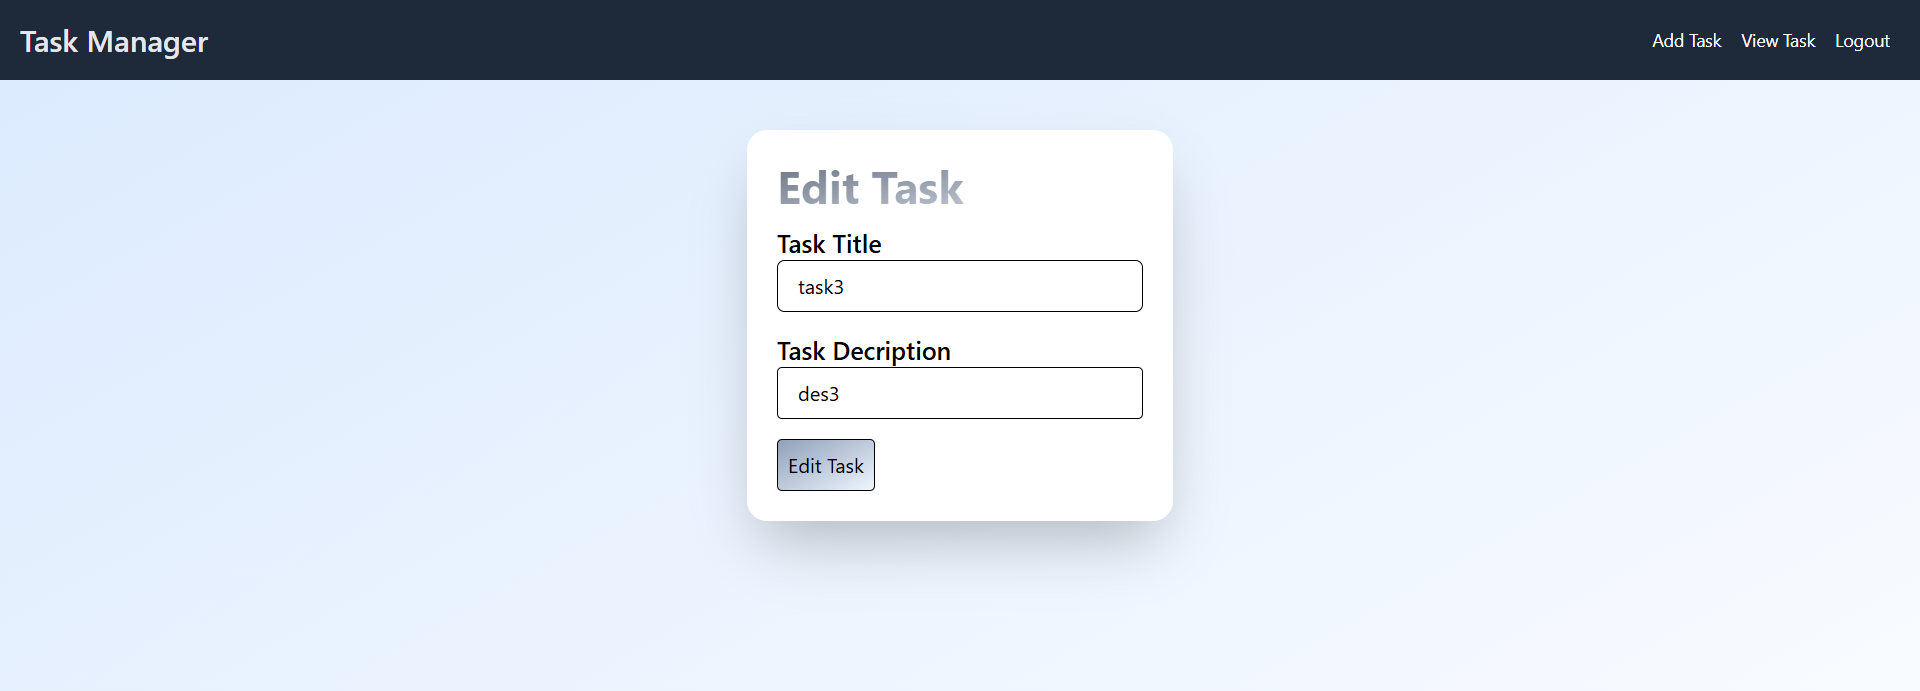 Task Manager
Add Task View Task Logout
Edit Task
Task Title
task3
Task Decription
des3
Edit Task